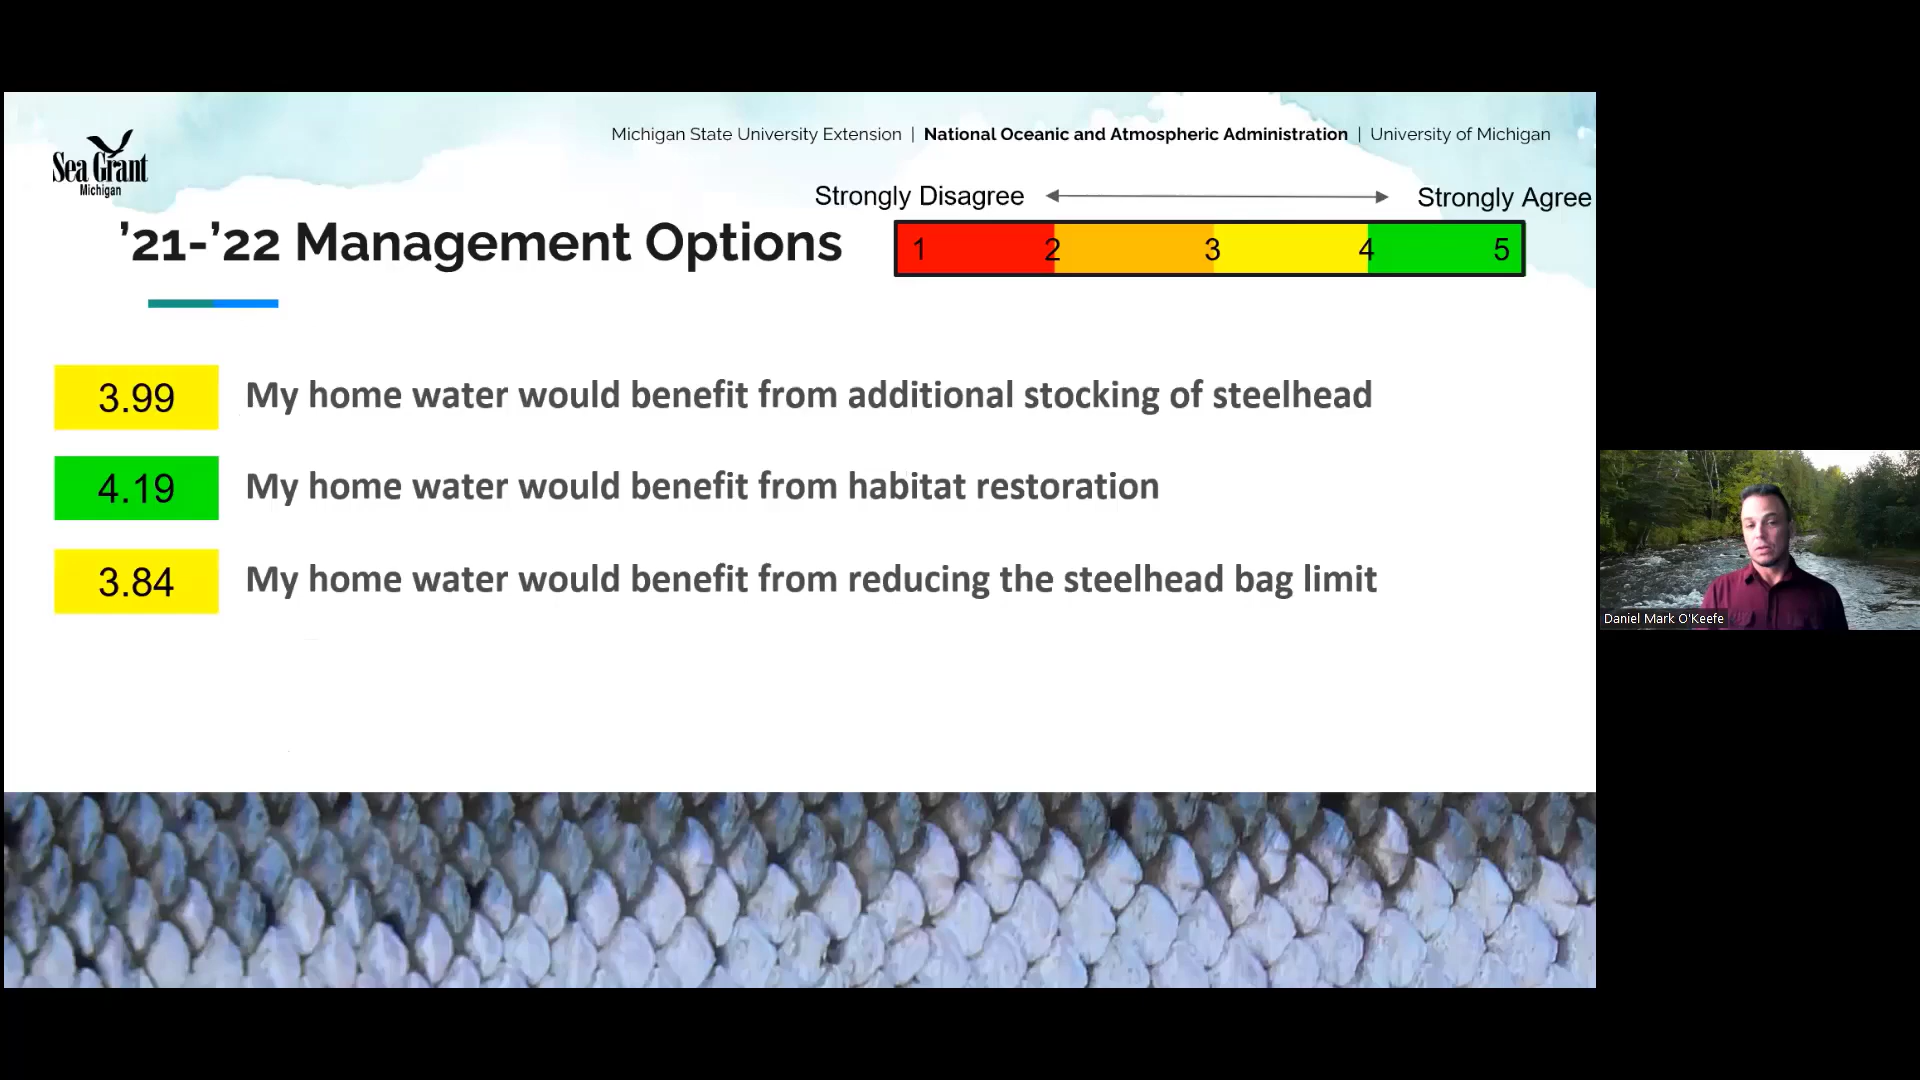 Sea Grant
Michigan
Michigan State University Extension | National Oceanic and Atmospheric Administration | University of Michigan
Strongly Disagree
Strongly Agree
’21-’22 Management Options
1 2 3 4 5
3.99 My home water would benefit from additional stocking of steelhead
4.19 My home water would benefit from habitat restoration
3.84 My home water would benefit from reducing the steelhead bag limit
Daniel Mark O'Keefe